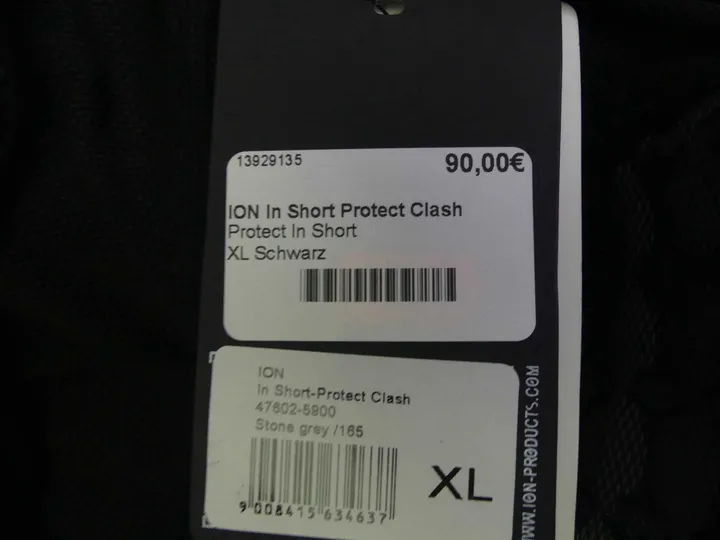 13929135 90,00€
ION In Short Protect Clash
Protect In Short
XL Schwarz
ION
In Short-Protect Clash
47602-5900
Stone grey /165
XL
9 008415 634637
WWW.ION-PRODUCTS.COM